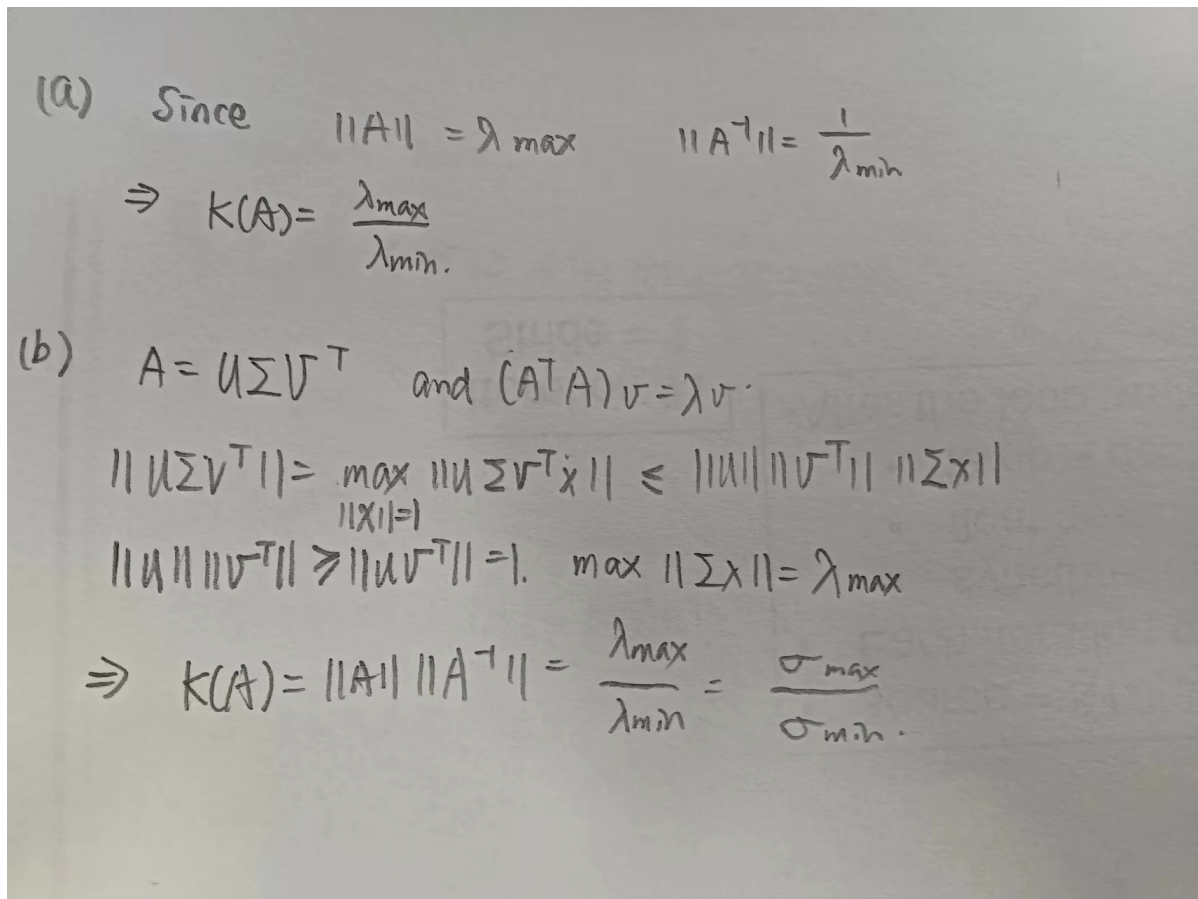 (a) Since ||A|| = λmax ||A⁻¹|| = 1/λmin
⇒ K(A) = λmax/λmin.
(b) A = UΣV^T and (A^T A) v = λv.
||UΣV^T|| = max_{||x||=1} ||UΣV^T x|| ≤ ||U|| ||V^T|| ||Σx||
||U|| ||V^T|| ≥ ||UV^T|| = 1. max ||Σx|| = λmax
⇒ K(A) = ||A|| ||A⁻¹|| = λmax/λmin = σmax/σmin.